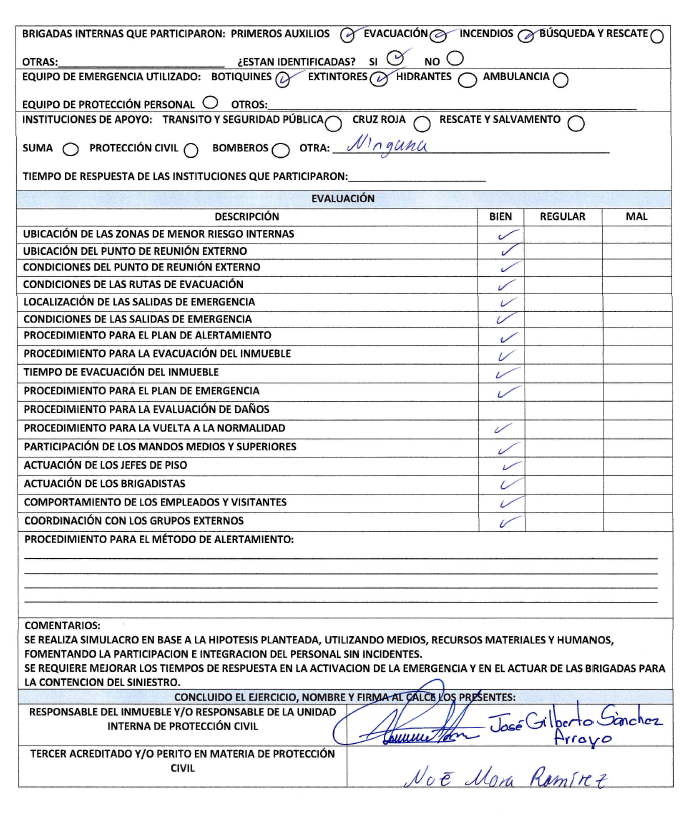 BRIGADAS INTERNAS QUE PARTICIPARON: PRIMEROS AUXILIOS ✓ EVACUACIÓN ✓ INCENDIOS ✓ BÚSQUEDA Y RESCATE
OTRAS: ¿ESTAN IDENTIFICADAS? SI ✓ NO
EQUIPO DE EMERGENCIA UTILIZADO: BOTIQUINES ✓ EXTINTORES ✓ HIDRANTES AMBULANCIA
EQUIPO DE PROTECCIÓN PERSONAL OTROS:
INSTITUCIONES DE APOYO: TRANSITO Y SEGURIDAD PÚBLICA CRUZ ROJA RESCATE Y SALVAMENTO
SUMA PROTECCIÓN CIVIL BOMBEROS OTRA: Ninguna
TIEMPO DE RESPUESTA DE LAS INSTITUCIONES QUE PARTICIPARON:
EVALUACIÓN
DESCRIPCIÓN BIEN REGULAR MAL
UBICACIÓN DE LAS ZONAS DE MENOR RIESGO INTERNAS ✓
UBICACIÓN DEL PUNTO DE REUNIÓN EXTERNO ✓
CONDICIONES DEL PUNTO DE REUNIÓN EXTERNO ✓
CONDICIONES DE LAS RUTAS DE EVACUACIÓN ✓
LOCALIZACIÓN DE LAS SALIDAS DE EMERGENCIA ✓
CONDICIONES DE LAS SALIDAS DE EMERGENCIA ✓
PROCEDIMIENTO PARA EL PLAN DE ALERTAMIENTO ✓
PROCEDIMIENTO PARA LA EVACUACIÓN DEL INMUEBLE ✓
TIEMPO DE EVACUACIÓN DEL INMUEBLE ✓
PROCEDIMIENTO PARA EL PLAN DE EMERGENCIA ✓
PROCEDIMIENTO PARA LA EVALUACIÓN DE DAÑOS
PROCEDIMIENTO PARA LA VUELTA A LA NORMALIDAD ✓
PARTICIPACIÓN DE LOS MANDOS MEDIOS Y SUPERIORES ✓
ACTUACIÓN DE LOS JEFES DE PISO ✓
ACTUACIÓN DE LOS BRIGADISTAS ✓
COMPORTAMIENTO DE LOS EMPLEADOS Y VISITANTES ✓
COORDINACIÓN CON LOS GRUPOS EXTERNOS ✓
PROCEDIMIENTO PARA EL MÉTODO DE ALERTAMIENTO:
COMENTARIOS:
SE REALIZA SIMULACRO EN BASE A LA HIPOTESIS PLANTEADA, UTILIZANDO MEDIOS, RECURSOS MATERIALES Y HUMANOS,
FOMENTANDO LA PARTICIPACION E INTEGRACION DEL PERSONAL SIN INCIDENTES.
SE REQUIERE MEJORAR LOS TIEMPOS DE RESPUESTA EN LA ACTIVACION DE LA EMERGENCIA Y EN EL ACTUAR DE LAS BRIGADAS PARA
LA CONTENCION DEL SINIESTRO.
CONCLUIDO EL EJERCICIO, NOMBRE Y FIRMA AL CALCE LOS PRESENTES:
RESPONSABLE DEL INMUEBLE Y/O RESPONSABLE DE LA UNIDAD
INTERNA DE PROTECCIÓN CIVIL
José Gilberto Sánchez
Arroyo
TERCER ACREDITADO Y/O PERITO EN MATERIA DE PROTECCIÓN
CIVIL
Noé Mora Ramírez